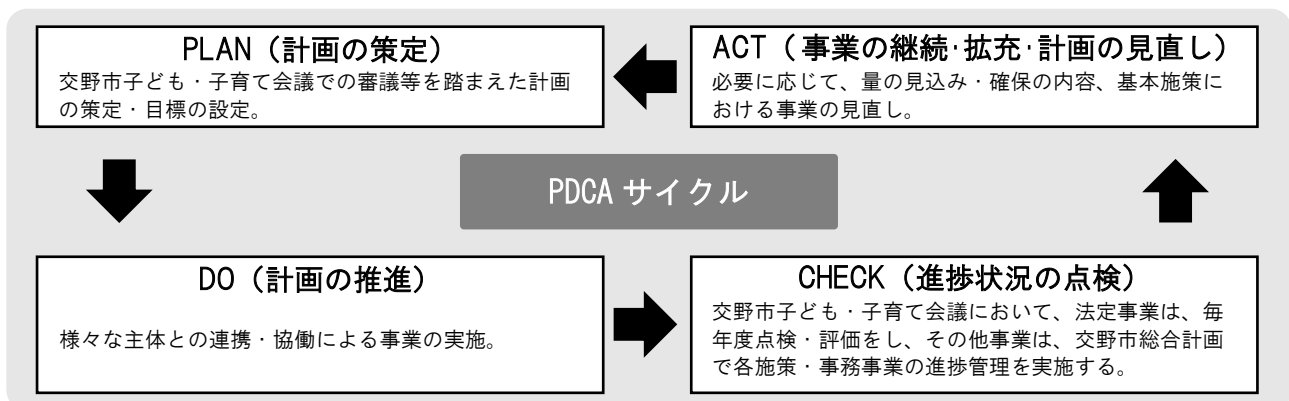 PLAN（計画の策定）
交野市子ども・子育て会議での審議等を踏まえた計画
の策定・目標の設定。
ACT（事業の継続･拡充･計画の見直し）
必要に応じて、量の見込み・確保の内容、基本施策に
おける事業の見直し。
PDCA サイクル
DO（計画の推進）
様々な主体との連携・協働による事業の実施。
CHECK（進捗状況の点検）
交野市子ども・子育て会議において、法定事業は、毎
年度点検・評価をし、その他事業は、交野市総合計画
で各施策・事務事業の進捗管理を実施する。